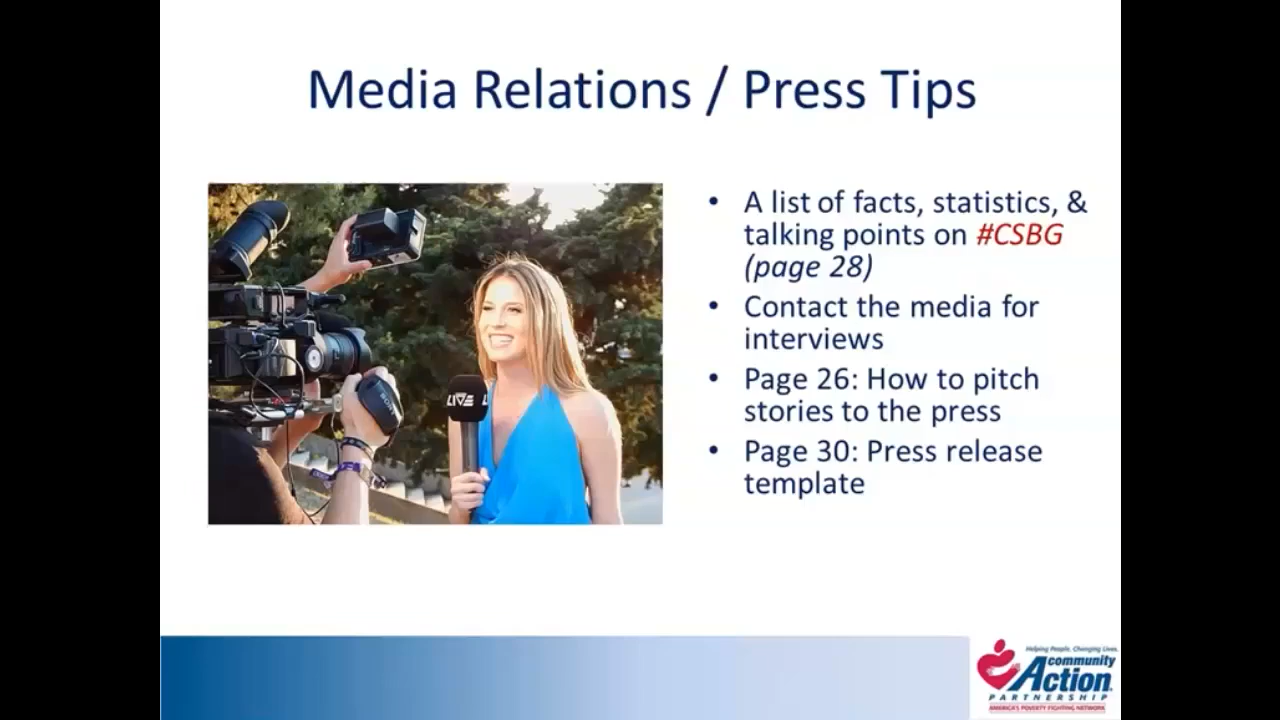 Media Relations / Press Tips
• A list of facts, statistics, &
talking points on #CSBG
(page 28)
• Contact the media for
interviews
• Page 26: How to pitch
stories to the press
• Page 30: Press release
template
LIVE
SONY
Helping People. Changing Lives.
community
Action
PARTNERSHIP
AMERICA'S POVERTY FIGHTING NETWORK